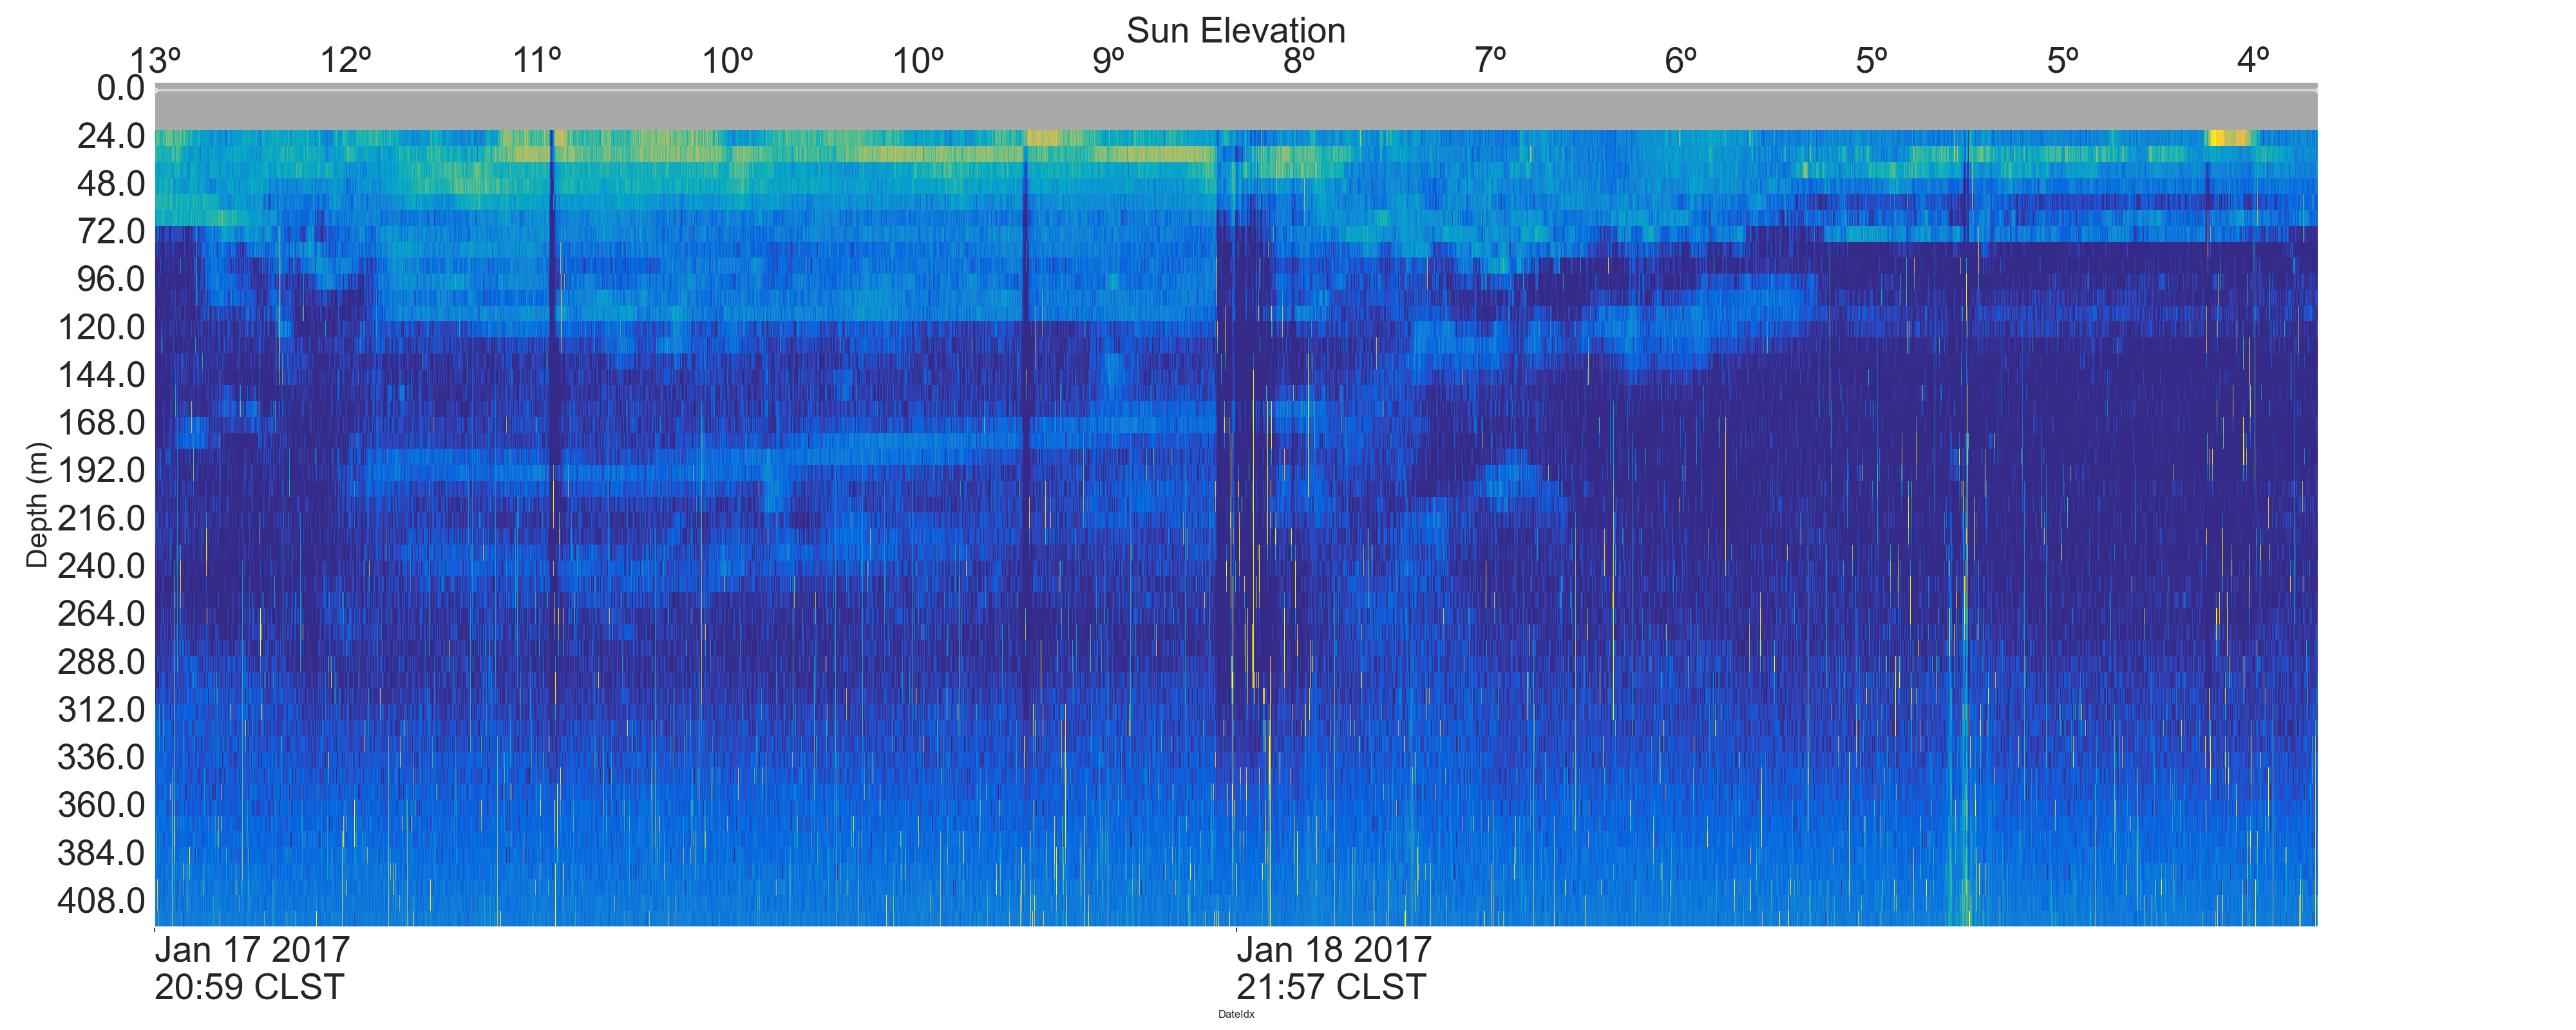 Sun Elevation
13º 12º 11º 10º 10º 9º 8º 7º 6º 5º 5º 4º
0.0
24.0
48.0
72.0
96.0
120.0
144.0
168.0
192.0
216.0
240.0
264.0
288.0
312.0
336.0
360.0
384.0
408.0
Depth (m)
Jan 17 2017
20:59 CLST
Jan 18 2017
21:57 CLST
DateIdx